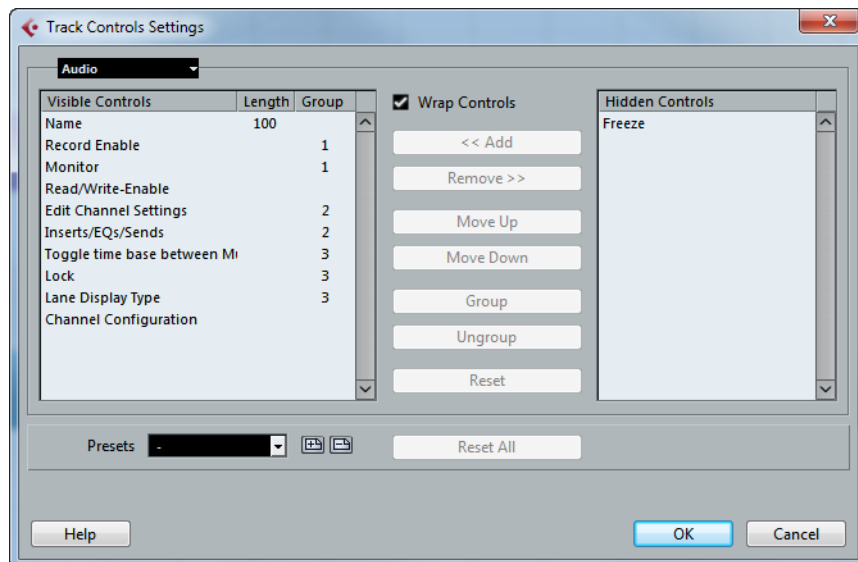 Track Controls Settings
Audio
Visible Controls Length Group
Name 100
Record Enable 1
Monitor 1
Read/Write-Enable
Edit Channel Settings 2
Inserts/EQs/Sends 2
Toggle time base between 3
Lock 3
Lane Display Type 3
Channel Configuration
Wrap Controls
<< Add
Remove >>
Move Up
Move Down
Group
Ungroup
Reset
Hidden Controls
Freeze
Presets -
Reset All
Help
OK
Cancel